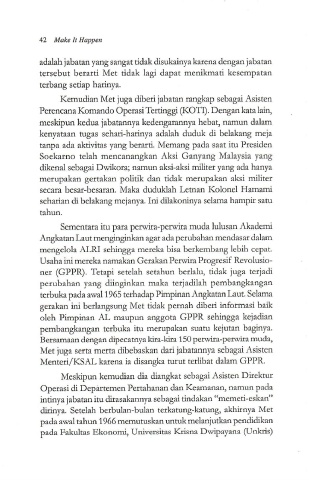 42 Make It Happen
adalah jabatan yang sangat tidak disukainya karena dengan jabatan
tersebut berarti Met tidak lagi dapat menikmati kesempatan
terbang setiap harinya.
Kemudian Met juga diberi jabatan rangkap sebagai Asisten
Perencana Komando Operasi Tertinggi (KOTI). Dengan kata lain,
meskipun kedua jabatannya kedengarannya hebat, namun dalam
kenyataan tugas sehari-harinya adalah duduk di belakang meja
tanpa ada aktivitas yang berarti. Memang pada saat itu Presiden
Soekarno telah mencanangkan Aksi Ganyang Malaysia yang
dikenal sebagai Dwikora; namun aksi-aksi militer yang ada hanya
merupakan gertakan politik dan tidak merupakan aksi militer
secara besar-besaran. Maka duduklah Letnan Kolonel Hamami
seharian di belakang mejanya. Ini dilakoninya selama hampir satu
tahun.
Sementara itu para perwira-perwira muda lulusan Akademi
Angkatan Laut menginginkan agar ada perubahan mendasar dalam
mengelola ALRI sehingga mereka bisa berkembang lebih cepat.
Usaha ini mereka namakan Gerakan Perwira Progresif Revolusio-
ner (GPPR). Tetapi setelah setahun berlalu, tidak juga terjadi
perubahan yang diinginkan maka terjadilah pembangkangan
terbuka pada awal 1965 terhadap Pimpinan Angkatan Laut. Selama
gerakan ini berlangsung Met tidak pernah diberi informasi baik
oleh Pimpinan AL maupun anggota GPPR sehingga kejadian
pembangkangan terbuka itu merupakan suatu kejutan baginya.
Bersamaan dengan dipecatnya kira-kira 150 perwira-perwira muda,
Met juga serta merta dibebaskan dari jabatannya sebagai Asisten
Menteri/KSAL karena ia disangka turut terlibat dalam GPPR.
Meskipun kemudian dia diangkat sebagai Asisten Direktur
Operasi di Departemen Pertahanan dan Keamanan, namun pada
intinya jabatan itu dirasakannya sebagai tindakan "memeti-eskan"
dirinya. Setelah berbulan-bulan terkatung-katung, akhirnya Met
pada awal tahun 1966 memutuskan untuk melanjutkan pendidikan
pada Fakultas Ekonomi, Universitas Krisna Dwipayana (Unkris)